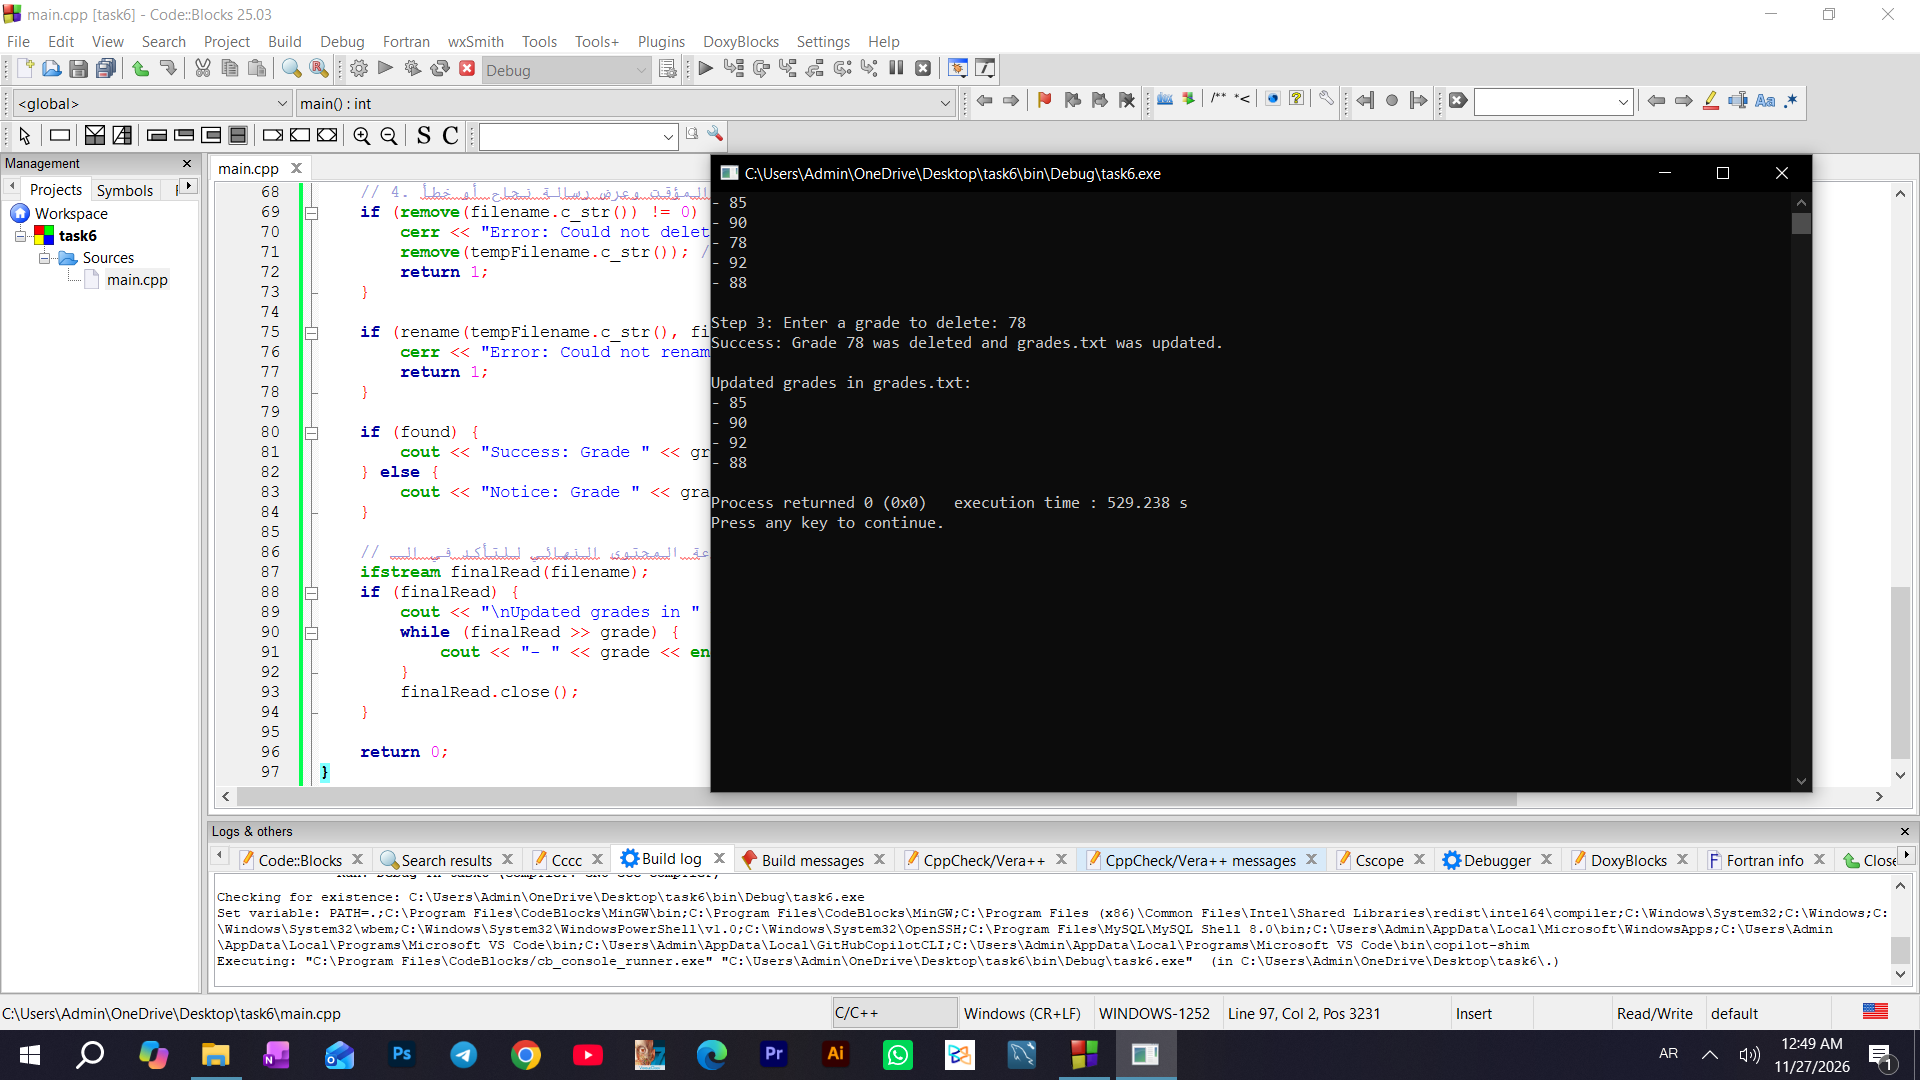 main.cpp [task6] - Code::Blocks 25.03
File Edit View Search Project Build Debug Fortran wxSmith Tools Tools+ Plugins DoxyBlocks Settings Help
Debug
<global>
main() : int
S C
Management
Projects Symbols
Workspace
task6
Sources
main.cpp
main.cpp
68 // 4. المؤقت وعرض رسالة نجاح أو خطأ
69 if (remove(filename.c_str()) != 0)
70 cerr << "Error: Could not delet
71 remove(tempFilename.c_str()); /
72 return 1;
73 }
74
75 if (rename(tempFilename.c_str(), fi
76 cerr << "Error: Could not renam
77 return 1;
78 }
79
80 if (found) {
81 cout << "Success: Grade " << gr
82 } else {
83 cout << "Notice: Grade " << gra
84 }
85
86 // عة المحتوى النهائي للتأكد في الـ
87 ifstream finalRead(filename);
88 if (finalRead) {
89 cout << "\nUpdated grades in "
90 while (finalRead >> grade) {
91 cout << "- " << grade << en
92 }
93 finalRead.close();
94 }
95
96 return 0;
97 }
C:\Users\Admin\OneDrive\Desktop\task6\bin\Debug\task6.exe
- 85
- 90
- 78
- 92
- 88
Step 3: Enter a grade to delete: 78
Success: Grade 78 was deleted and grades.txt was updated.
Updated grades in grades.txt:
- 85
- 90
- 92
- 88
Process returned 0 (0x0)   execution time : 529.238 s
Press any key to continue.
Logs & others
Code::Blocks Search results Cccc Build log Build messages CppCheck/Vera++ CppCheck/Vera++ messages Cscope Debugger DoxyBlocks Fortran info Close
Checking for existence: C:\Users\Admin\OneDrive\Desktop\task6\bin\Debug\task6.exe
Set variable: PATH=.;C:\Program Files\CodeBlocks\MinGW\bin;C:\Program Files\CodeBlocks\MinGW;C:\Program Files (x86)\Common Files\Intel\Shared Libraries\redist\intel64\compiler;C:\Windows\System32;C:\Windows;C:
\Windows\System32\wbem;C:\Windows\System32\WindowsPowerShell\v1.0;C:\Windows\System32\OpenSSH;C:\Program Files\MySQL\MySQL Shell 8.0\bin;C:\Users\Admin\AppData\Local\Microsoft\WindowsApps;C:\Users\Admin
\AppData\Local\Programs\Microsoft VS Code\bin;C:\Users\Admin\AppData\Local\GitHubCopilotCLI;C:\Users\Admin\AppData\Local\Programs\Microsoft VS Code\bin\copilot-shim
Executing: "C:\Program Files\CodeBlocks/cb_console_runner.exe" "C:\Users\Admin\OneDrive\Desktop\task6\bin\Debug\task6.exe"  (in C:\Users\Admin\OneDrive\Desktop\task6\.)
C:\Users\Admin\OneDrive\Desktop\task6\main.cpp
C/C++ Windows (CR+LF) WINDOWS-1252 Line 97, Col 2, Pos 3231 Insert Read/Write default
AR
12:49 AM
11/27/2026
1